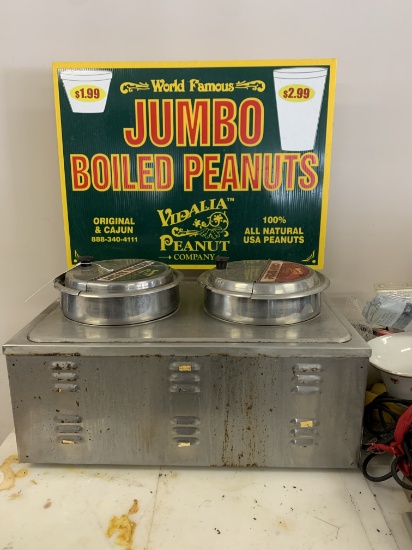 World Famous
$1.99
$2.99
JUMBO
BOILED PEANUTS
ORIGINAL
& CAJUN
888-340-4111
VIDALIA™
PEANUT
COMPANY
100%
ALL NATURAL
USA PEANUTS